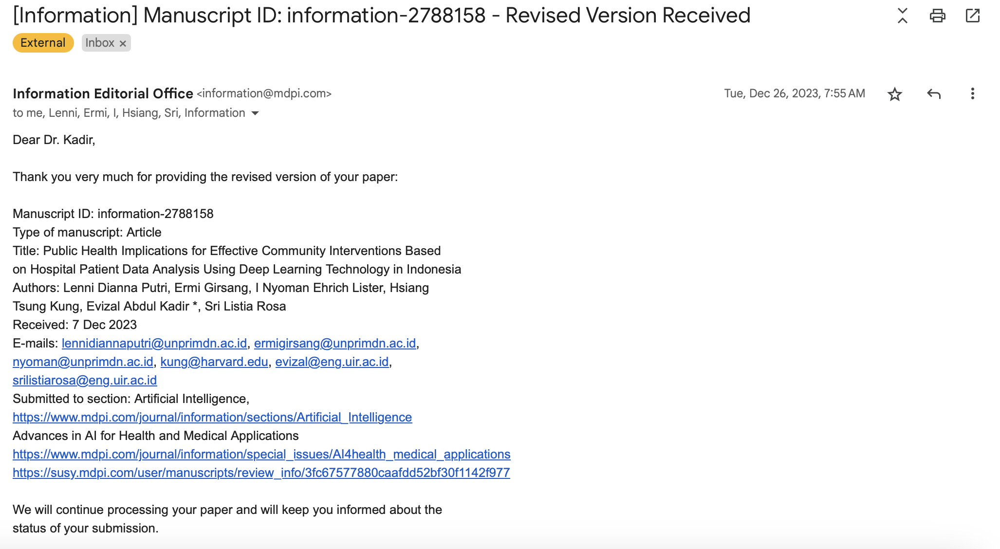 [Information] Manuscript ID: information-2788158 - Revised Version Received
External Inbox ×
Information Editorial Office <information@mdpi.com> Tue, Dec 26, 2023, 7:55 AM
to me, Lenni, Ermi, I, Hsiang, Sri, Information
Dear Dr. Kadir,
Thank you very much for providing the revised version of your paper:
Manuscript ID: information-2788158
Type of manuscript: Article
Title: Public Health Implications for Effective Community Interventions Based
on Hospital Patient Data Analysis Using Deep Learning Technology in Indonesia
Authors: Lenni Dianna Putri, Ermi Girsang, I Nyoman Ehrich Lister, Hsiang
Tsung Kung, Evizal Abdul Kadir *, Sri Listia Rosa
Received: 7 Dec 2023
E-mails: lennidiannaputri@unprimdn.ac.id, ermigirsang@unprimdn.ac.id,
nyoman@unprimdn.ac.id, kung@harvard.edu, evizal@eng.uir.ac.id,
srilistiarosa@eng.uir.ac.id
Submitted to section: Artificial Intelligence,
https://www.mdpi.com/journal/information/sections/Artificial_Intelligence
Advances in AI for Health and Medical Applications
https://www.mdpi.com/journal/information/special_issues/AI4health_medical_applications
https://susy.mdpi.com/user/manuscripts/review_info/3fc67577880caafdd52bf30f1142f977
We will continue processing your paper and will keep you informed about the
status of your submission.